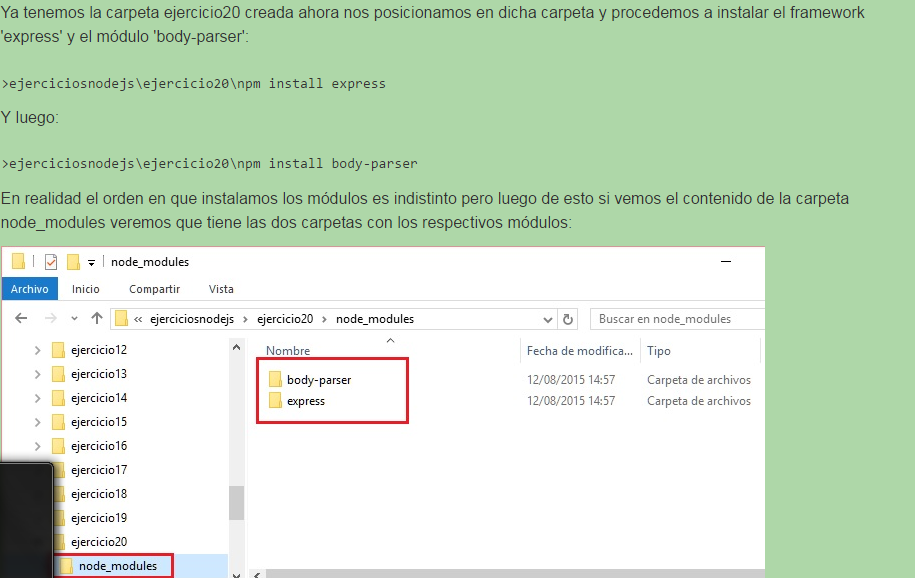 Ya tenemos la carpeta ejercicio20 creada ahora nos posicionamos en dicha carpeta y procedemos a instalar el framework
'express' y el módulo 'body-parser':
>ejerciciosnodejs\ejercicio20\npm install express
Y luego:
>ejerciciosnodejs\ejercicio20\npm install body-parser
En realidad el orden en que instalamos los módulos es indistinto pero luego de esto si vemos el contenido de la carpeta
node_modules veremos que tiene las dos carpetas con los respectivos módulos:
node_modules
Archivo Inicio Compartir Vista
« ejerciciosnodejs > ejercicio20 > node_modules Buscar en node_modules
Nombre Fecha de modifica... Tipo
body-parser 12/08/2015 14:57 Carpeta de archivos
express 12/08/2015 14:57 Carpeta de archivos
ejercicio12
ejercicio13
ejercicio14
ejercicio15
ejercicio16
ejercicio17
ejercicio18
ejercicio19
ejercicio20
node_modules